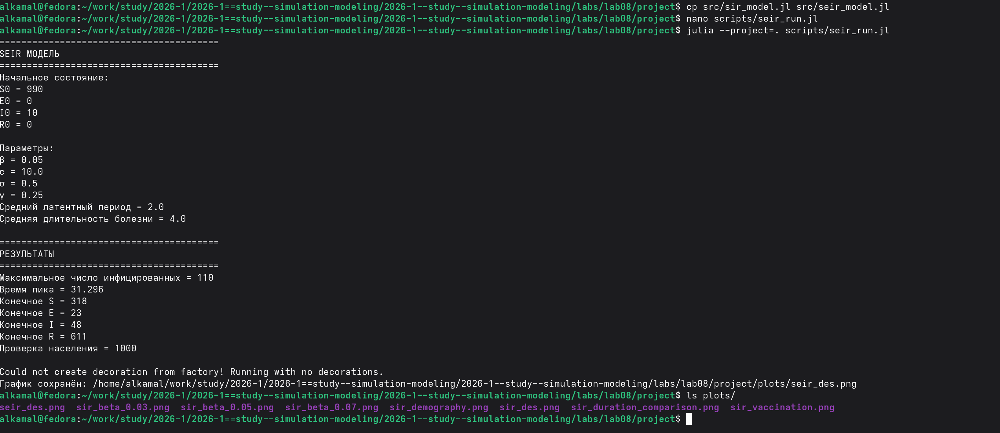 alkamal@fedora:~/work/study/2026-1/2026-1==study--simulation-modeling/2026-1--study--simulation-modeling/labs/lab08/project$ cp src/sir_model.jl src/seir_model.jl
alkamal@fedora:~/work/study/2026-1/2026-1==study--simulation-modeling/2026-1--study--simulation-modeling/labs/lab08/project$ nano scripts/seir_run.jl
alkamal@fedora:~/work/study/2026-1/2026-1==study--simulation-modeling/2026-1--study--simulation-modeling/labs/lab08/project$ julia --project=. scripts/seir_run.jl
========================================
SEIR МОДЕЛЬ
========================================
Начальное состояние:
S0 = 990
E0 = 0
I0 = 10
R0 = 0
Параметры:
β = 0.05
c = 10.0
σ = 0.5
γ = 0.25
Средний латентный период = 2.0
Средняя длительность болезни = 4.0
========================================
РЕЗУЛЬТАТЫ
========================================
Максимальное число инфицированных = 110
Время пика = 31.296
Конечное S = 318
Конечное E = 23
Конечное I = 48
Конечное R = 611
Проверка населения = 1000
Could not create decoration from factory! Running with no decorations.
График сохранён: /home/alkamal/work/study/2026-1/2026-1==study--simulation-modeling/2026-1--study--simulation-modeling/labs/lab08/project/plots/seir_des.png
alkamal@fedora:~/work/study/2026-1/2026-1==study--simulation-modeling/2026-1--study--simulation-modeling/labs/lab08/project$ ls plots/
seir_des.png  sir_beta_0.03.png  sir_beta_0.05.png  sir_beta_0.07.png  sir_demography.png  sir_des.png  sir_duration_comparison.png  sir_vaccination.png
alkamal@fedora:~/work/study/2026-1/2026-1==study--simulation-modeling/2026-1--study--simulation-modeling/labs/lab08/project$